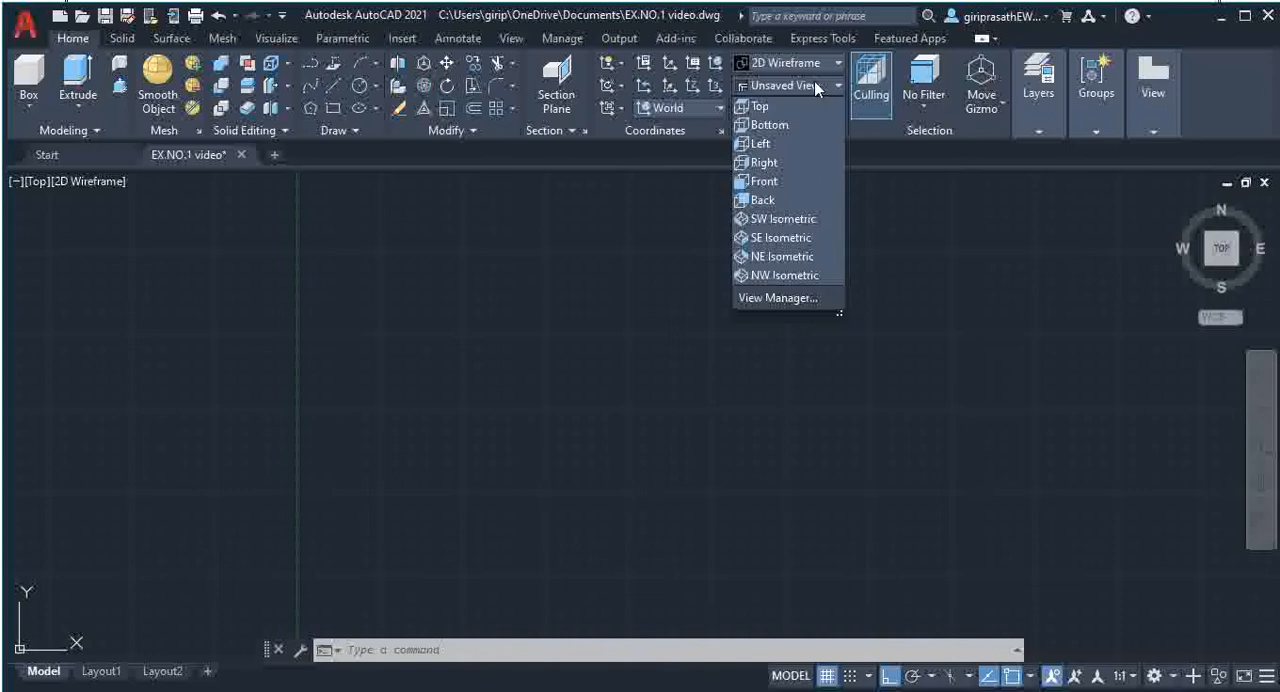 Autodesk AutoCAD 2021 C:\Users\girip\OneDrive\Documents\EX.NO.1 video.dwg Type a keyword or phrase giriprasathEW...
Home Solid Surface Mesh Visualize Parametric Insert Annotate View Manage Output Add-ins Collaborate Express Tools Featured Apps
2D Wireframe
Unsaved View
Box Extrude Smooth Object Section Plane World Culling No Filter Move Gizmo Layers Groups View
Modeling Mesh Solid Editing Draw Modify Section Coordinates Selection
Top
Bottom
Left
Right
Front
Back
SW Isometric
SE Isometric
NE Isometric
NW Isometric
View Manager...
Start EX.NO.1 video*
[−][Top][2D Wireframe]
N
W TOP E
S
Y
X
Type a command
Model Layout1 Layout2 +
MODEL 1:1